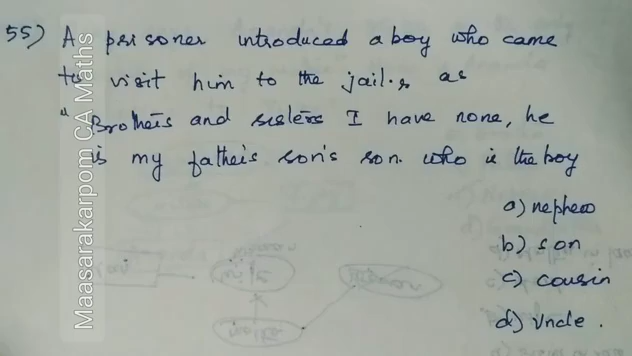 55) A prisoner introduced a boy who came
to visit him to the jail.s as
" Brothers and sisters I have none, he
is my father's son's son. who is the boy
a) nephew
b) son
c) cousin
d) Uncle .
Maasarakarpom CA Maths